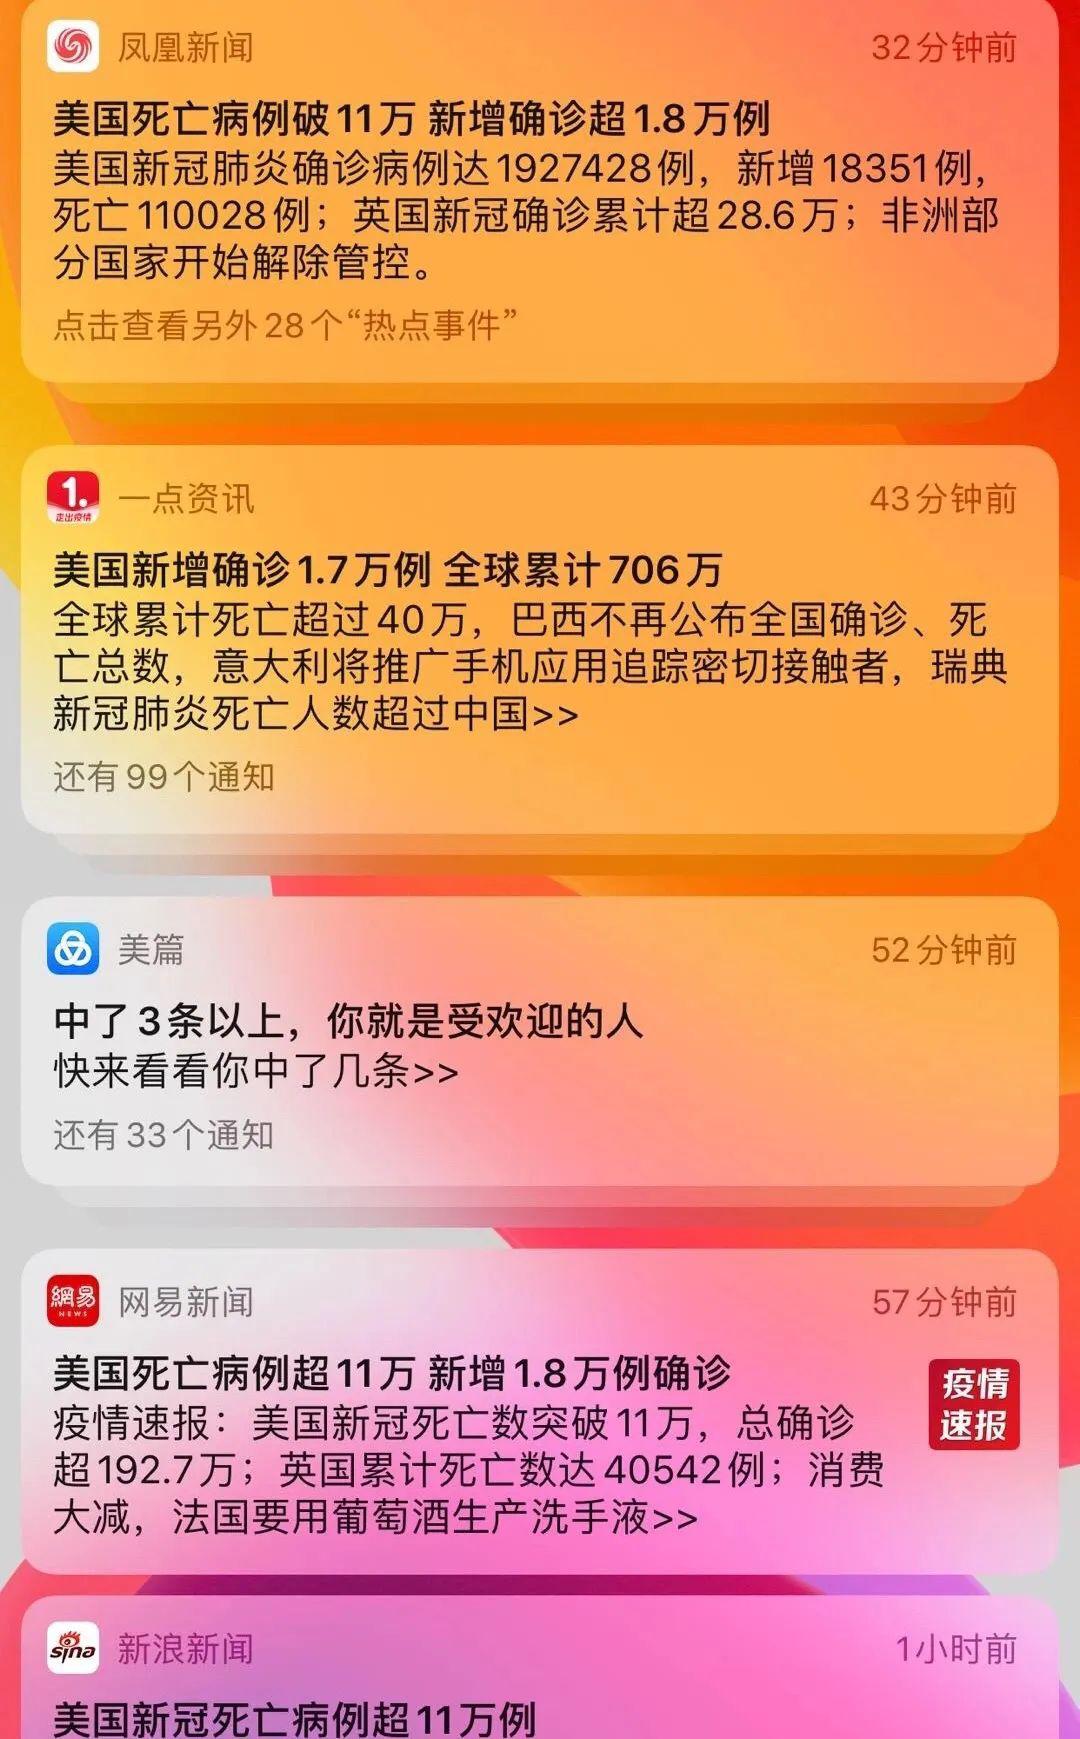 凤凰新闻 32分钟前
美国死亡病例破11万 新增确诊超1.8万例
美国新冠肺炎确诊病例达1927428例，新增18351例，
死亡110028例；英国新冠确诊累计超28.6万；非洲部
分国家开始解除管控。
点击查看另外28个“热点事件”
1.
走出疫情
一点资讯 43分钟前
美国新增确诊1.7万例 全球累计706万
全球累计死亡超过40万，巴西不再公布全国确诊、死
亡总数，意大利将推广手机应用追踪密切接触者，瑞典
新冠肺炎死亡人数超过中国>>
还有99个通知
美篇 52分钟前
中了3条以上，你就是受欢迎的人
快来看看你中了几条>>
还有33个通知
網易
NEWS
网易新闻 57分钟前
美国死亡病例超11万 新增1.8万例确诊
疫情速报：美国新冠死亡数突破11万，总确诊
超192.7万；英国累计死亡数达40542例；消费
大减，法国要用葡萄酒生产洗手液>>
疫情
速报
sina
新浪新闻 1小时前
美国新冠死亡病例超11万例